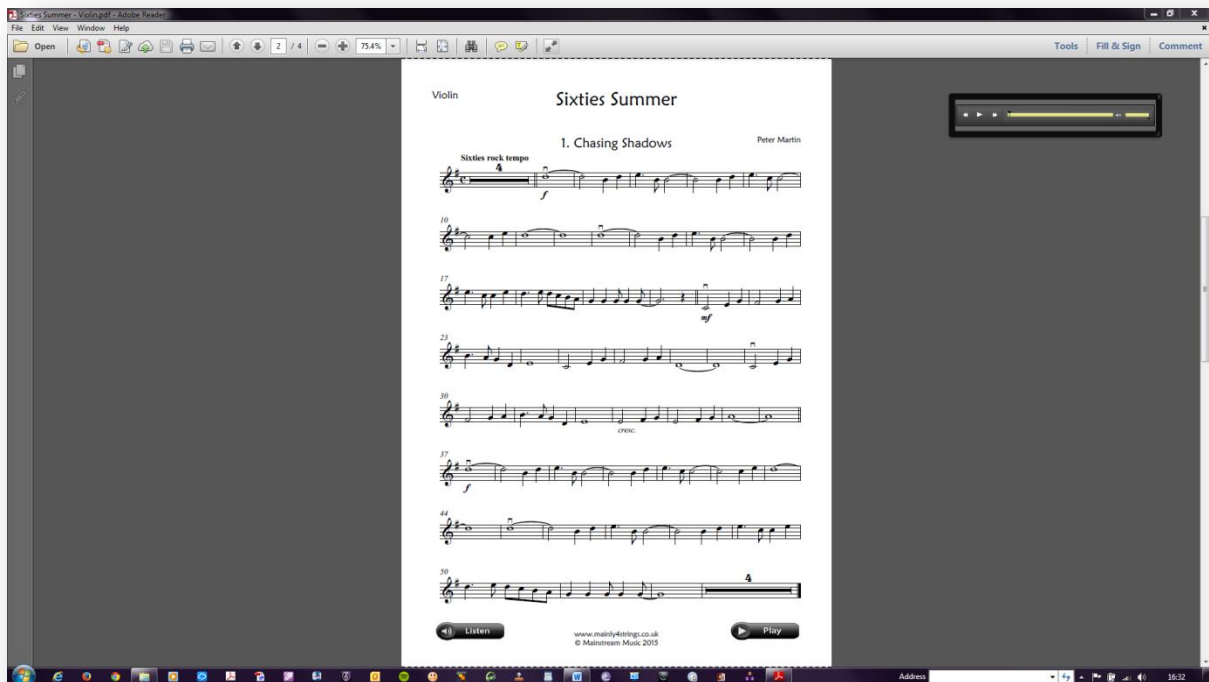 Sixties Summer - Violin.pdf - Adobe Reader
File Edit View Window Help
Open 2 / 4 75.4% Tools Fill & Sign Comment
Violin
Sixties Summer
1. Chasing Shadows
Peter Martin
Sixties rock tempo
4
f
10
17
mf
23
30
cresc.
37
f
44
50
4
Listen
www.mainly4strings.co.uk
© Mainstream Music 2015
Play
Address 16:32